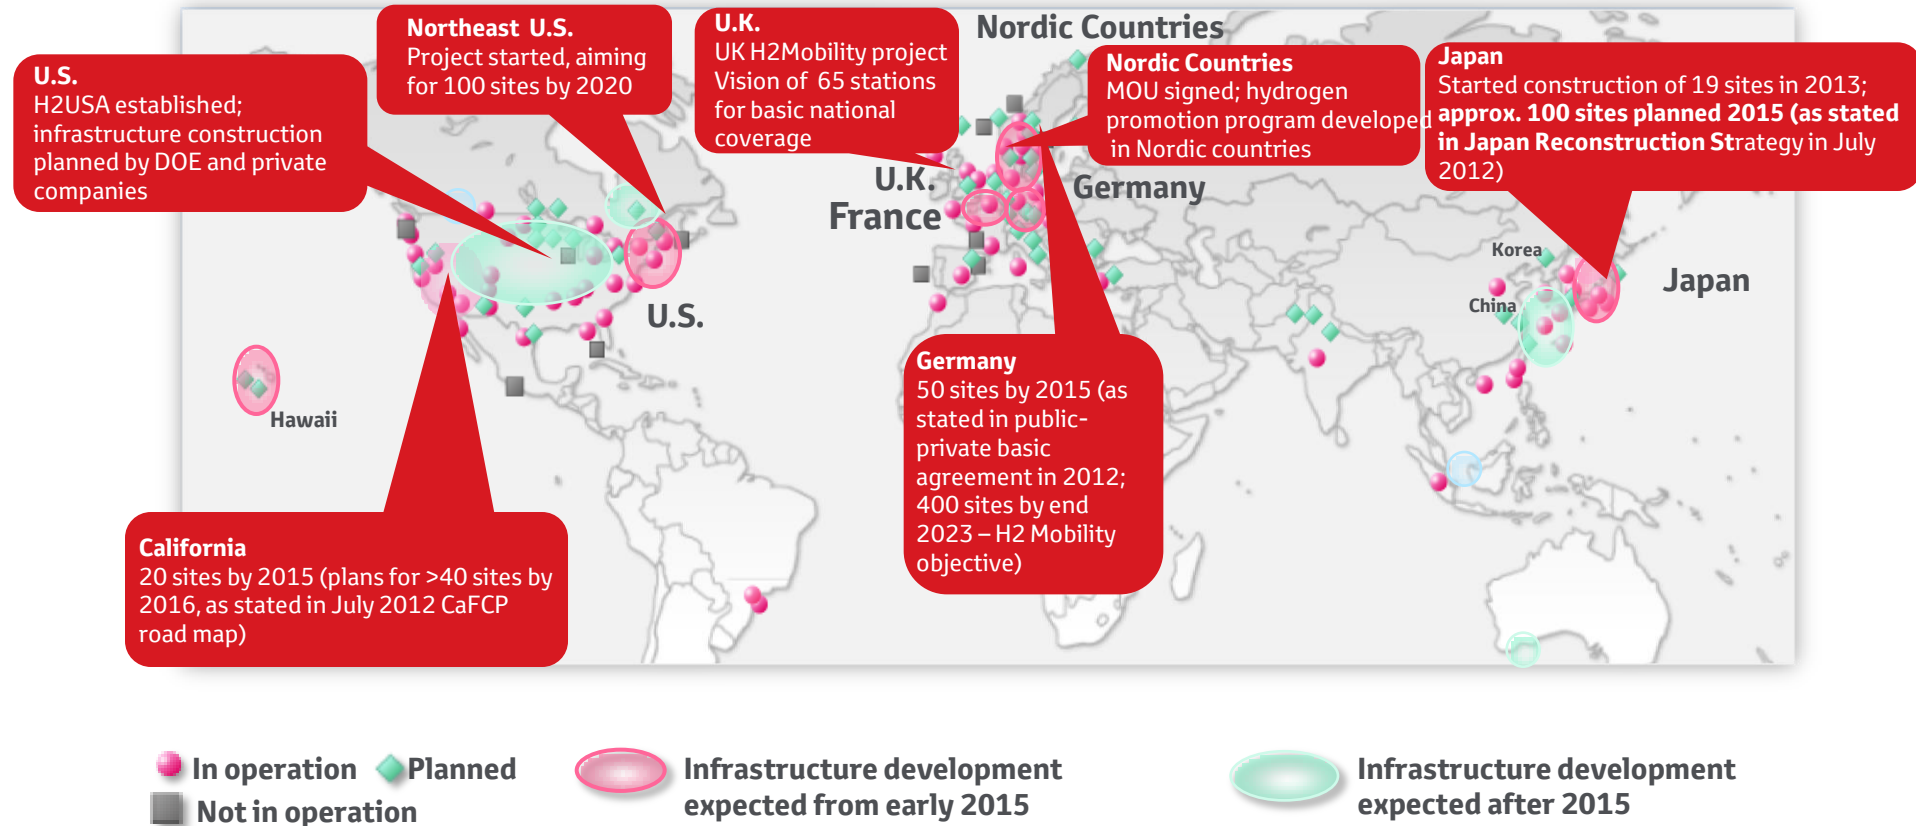 U.S.
H2USA established;
infrastructure construction
planned by DOE and private
companies
Northeast U.S.
Project started, aiming
for 100 sites by 2020
U.K.
UK H2Mobility project
Vision of 65 stations
for basic national
coverage
Nordic Countries
Nordic Countries
MOU signed; hydrogen
promotion program developed
in Nordic countries
Japan
Started construction of 19 sites in 2013;
approx. 100 sites planned 2015 (as stated
in Japan Reconstruction Strategy in July
2012)
U.K.
France
Germany
Korea
China
Japan
U.S.
Hawaii
Germany
50 sites by 2015 (as
stated in public-
private basic
agreement in 2012;
400 sites by end
2023 – H2 Mobility
objective)
California
20 sites by 2015 (plans for >40 sites by
2016, as stated in July 2012 CaFCP
road map)
In operation
Planned
Not in operation
Infrastructure development
expected from early 2015
Infrastructure development
expected after 2015